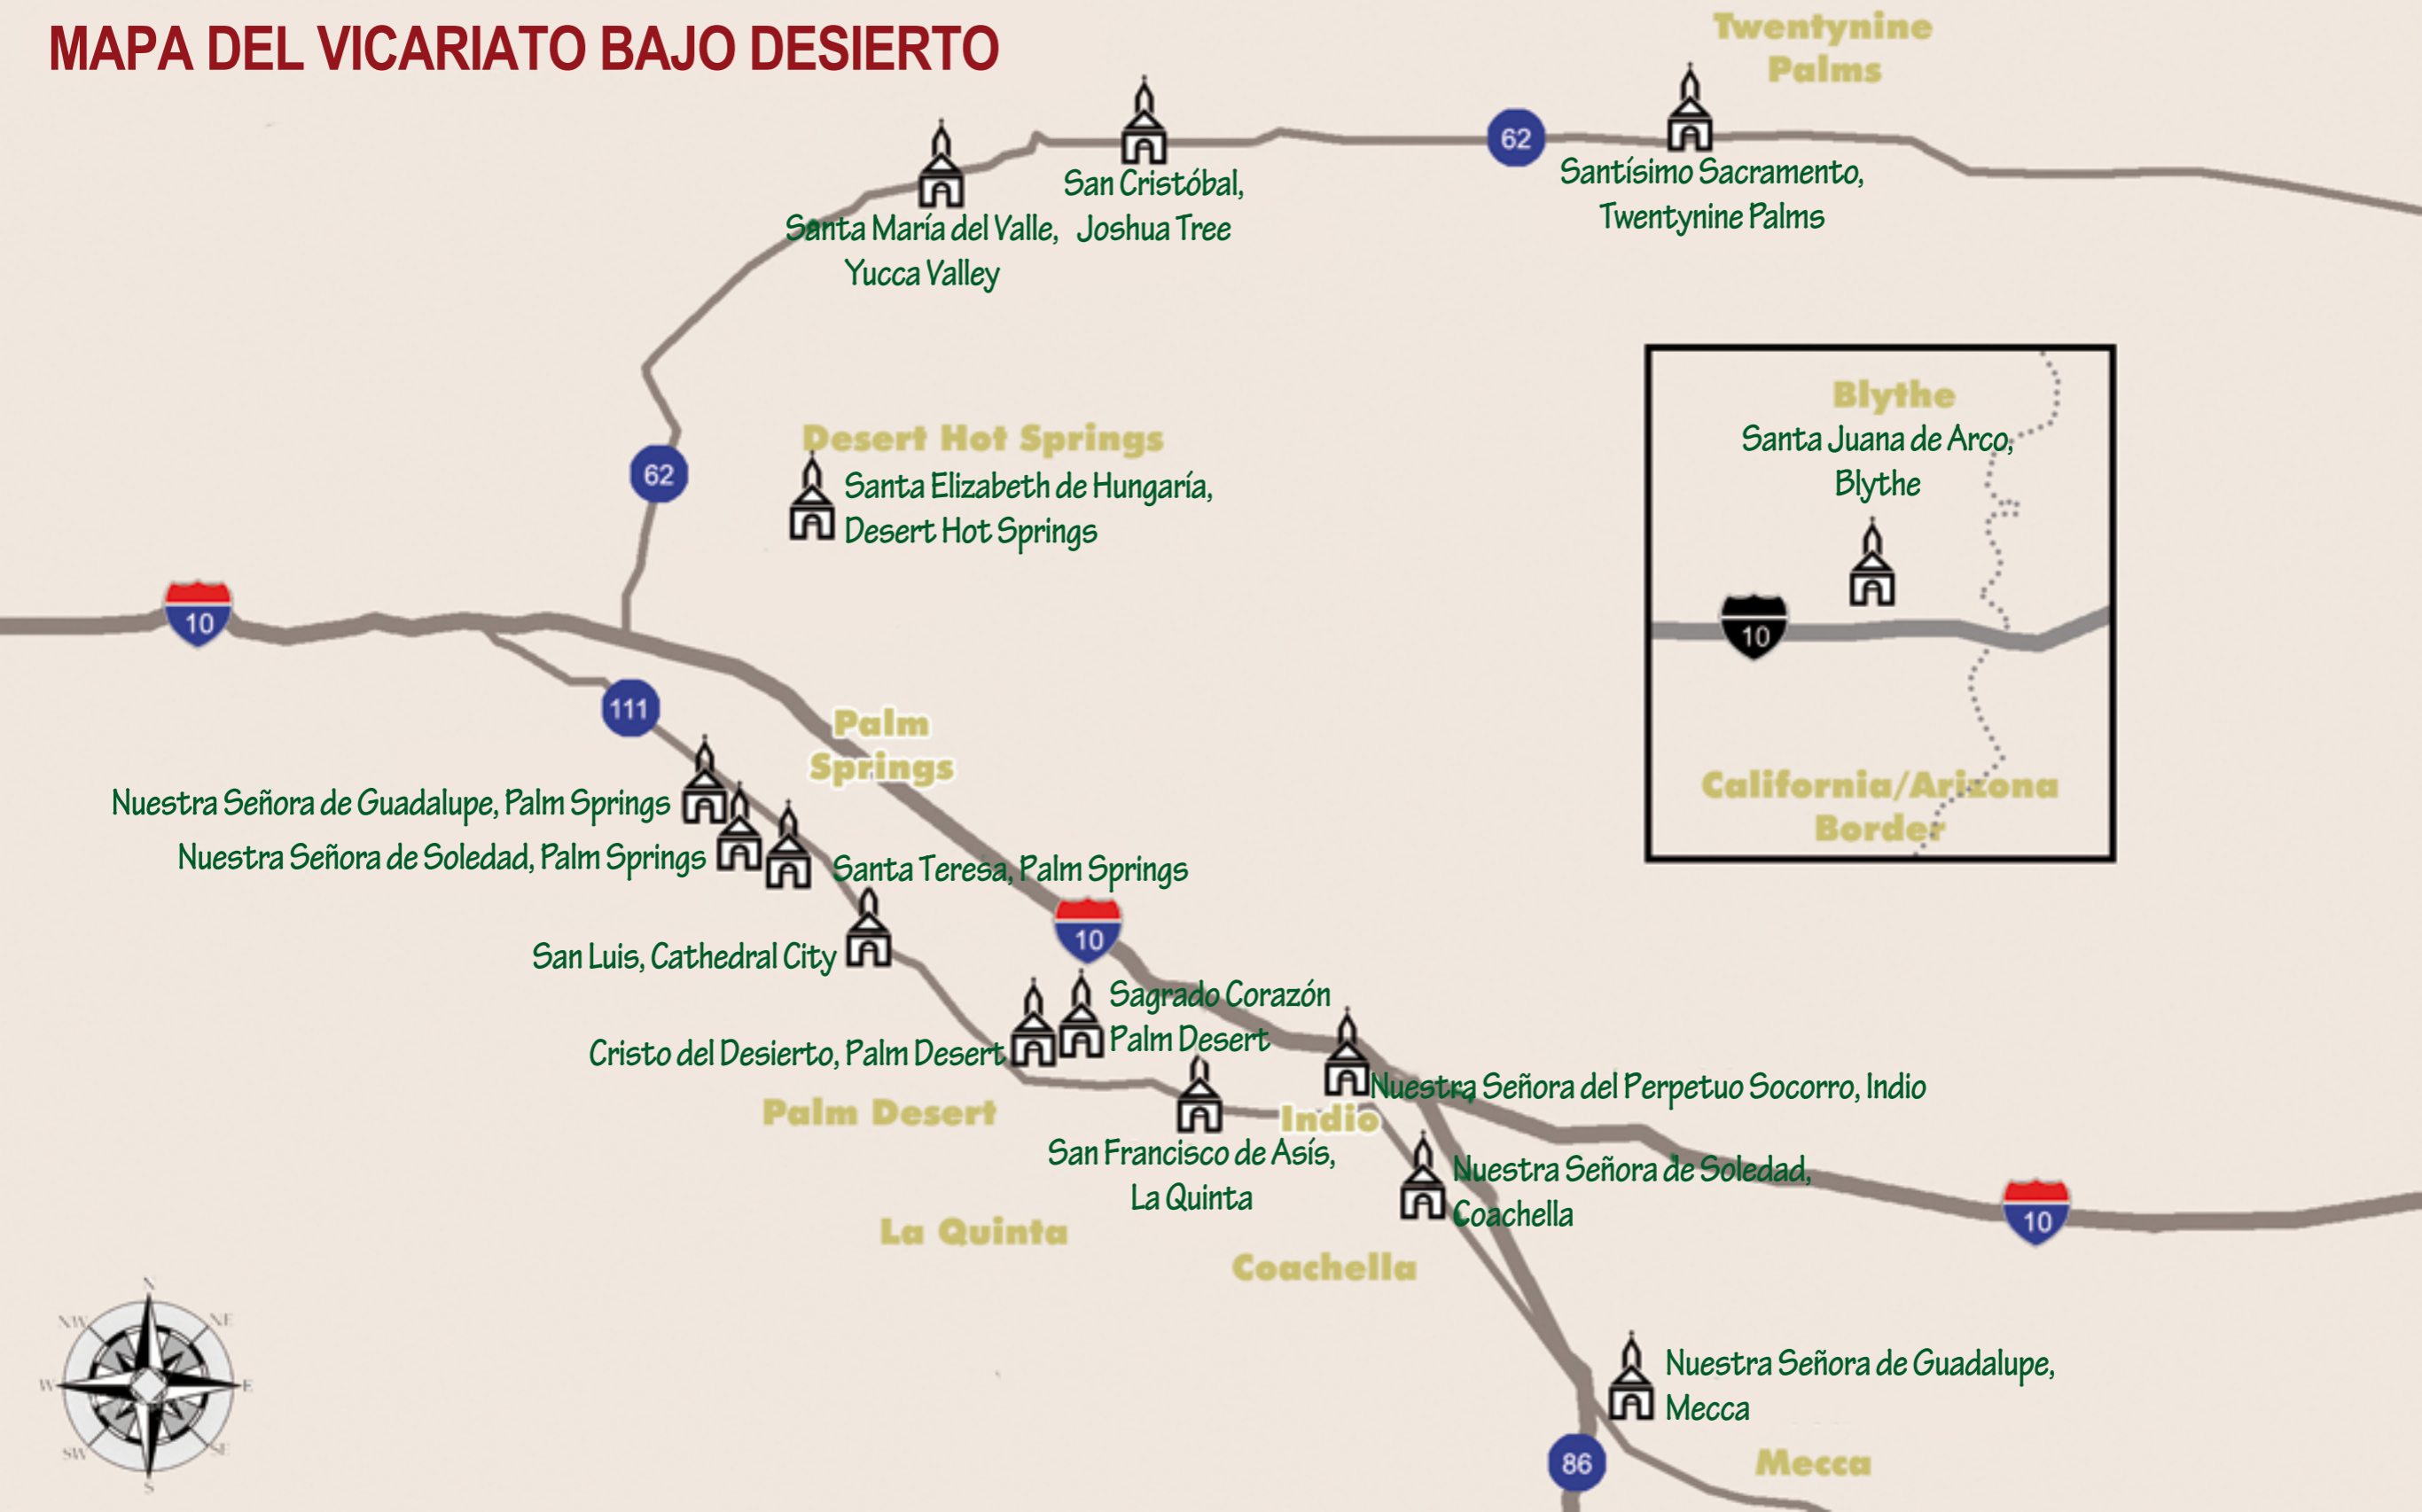 MAPA DEL VICARIATO BAJO DESIERTO
Twentynine
Palms
62
San Cristóbal,
Joshua Tree
Santísimo Sacramento,
Twentynine Palms
Santa María del Valle,
Yucca Valley
Blythe
Santa Juana de Arco,
Blythe
10
California/Arizona
Border
Desert Hot Springs
62
Santa Elizabeth de Hungaría,
Desert Hot Springs
10
111
Palm
Springs
Nuestra Señora de Guadalupe, Palm Springs
Nuestra Señora de Soledad, Palm Springs
Santa Teresa, Palm Springs
10
San Luis, Cathedral City
Sagrado Corazón
Palm Desert
Cristo del Desierto, Palm Desert
Nuestra Señora del Perpetuo Socorro, Indio
Palm Desert
Indio
San Francisco de Asís,
La Quinta
Nuestra Señora de Soledad,
Coachella
10
La Quinta
Coachella
Nuestra Señora de Guadalupe,
Mecca
86
Mecca
N
NW
NE
W
E
SW
SE
S